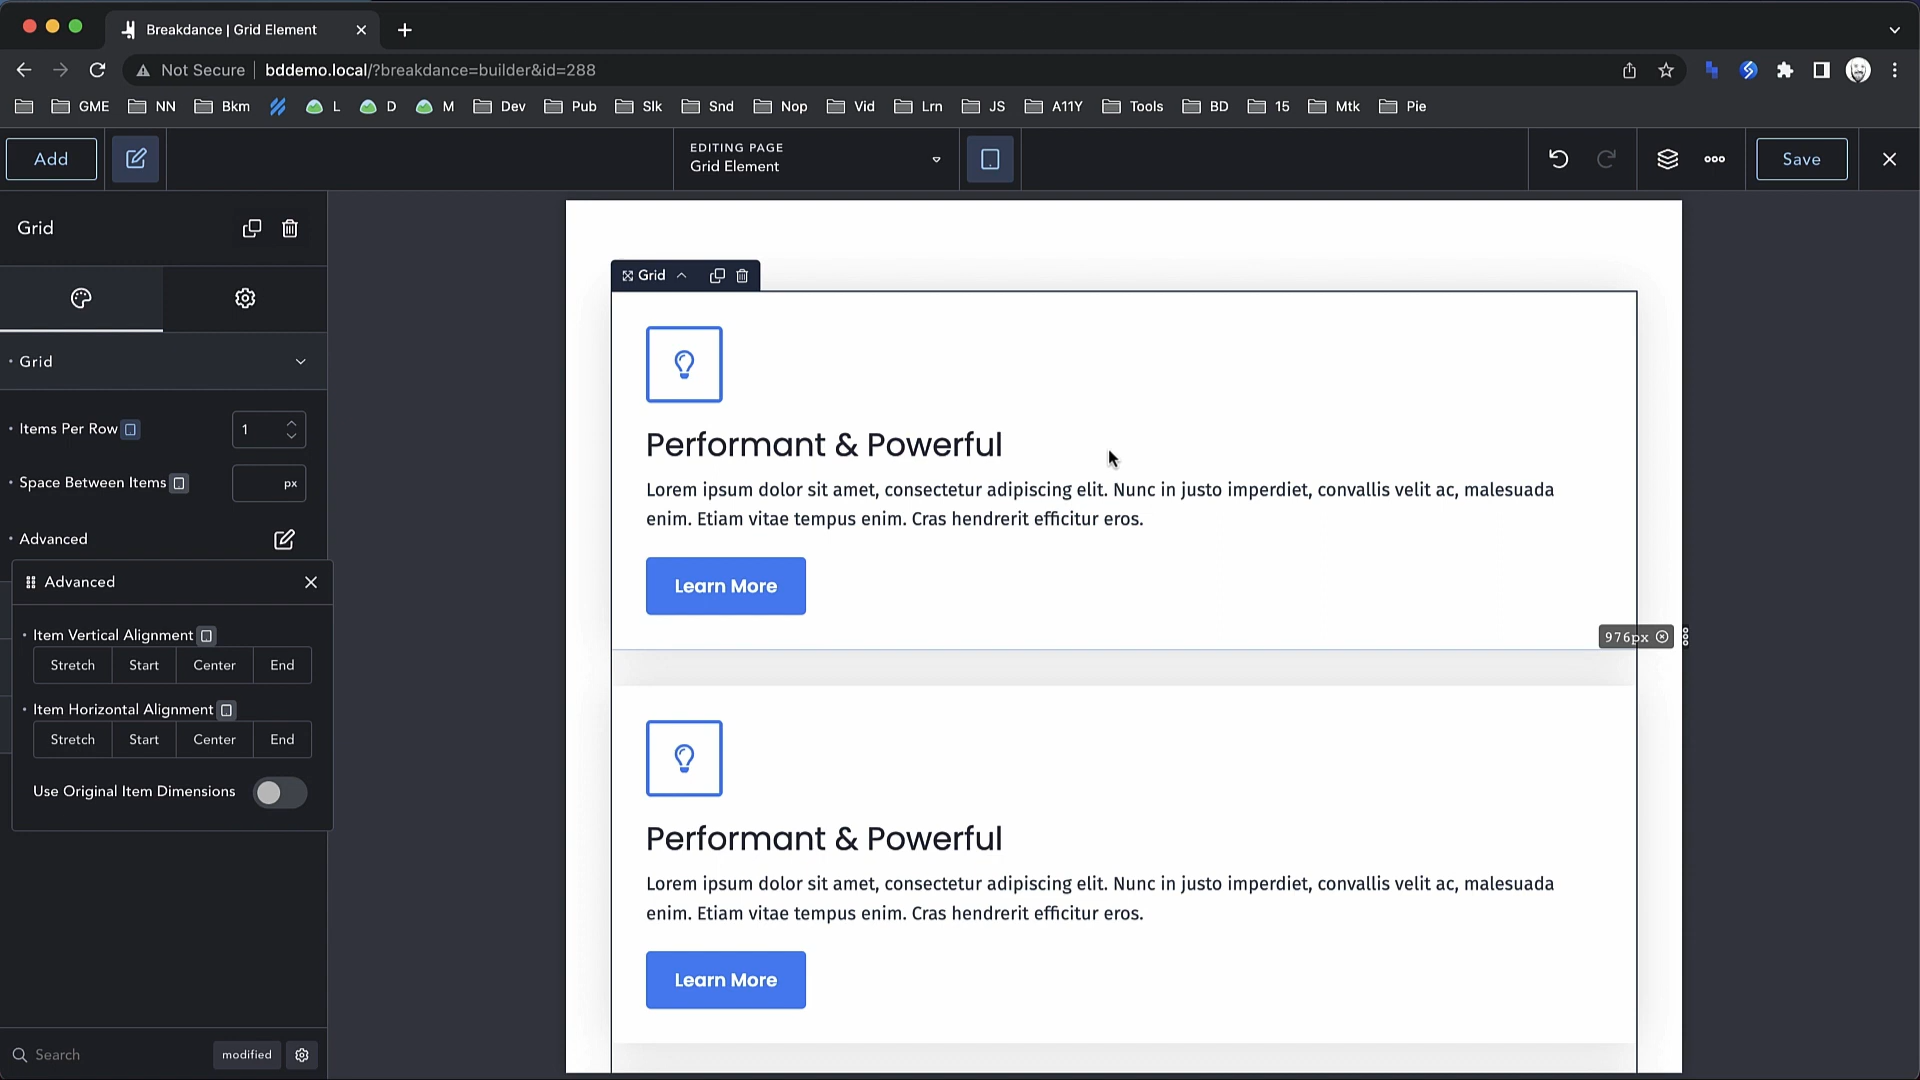 Breakdance | Grid Element
Not Secure
bddemo.local/?breakdance=builder&id=288
GME
NN
Bkm
L
D
M
Dev
Pub
Slk
Snd
Nop
Vid
Lrn
JS
A11Y
Tools
BD
15
Mtk
Pie
Add
EDITING PAGE
Grid Element
Save
Grid
Grid
Items Per Row
1
Space Between Items
px
Advanced
Advanced
Item Vertical Alignment
Stretch
Start
Center
End
Item Horizontal Alignment
Stretch
Start
Center
End
Use Original Item Dimensions
Search
modified
Grid
Performant & Powerful
Lorem ipsum dolor sit amet, consectetur adipiscing elit. Nunc in justo imperdiet, convallis velit ac, malesuada
enim. Etiam vitae tempus enim. Cras hendrerit efficitur eros.
Learn More
976px
Performant & Powerful
Lorem ipsum dolor sit amet, consectetur adipiscing elit. Nunc in justo imperdiet, convallis velit ac, malesuada
enim. Etiam vitae tempus enim. Cras hendrerit efficitur eros.
Learn More